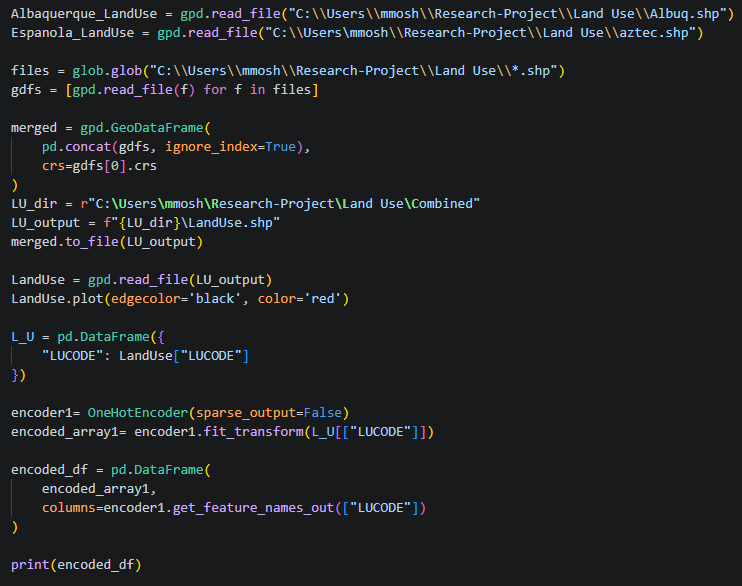 Albaquerque_LandUse = gpd.read_file("C:\\Users\\mmosh\\Research-Project\\Land Use\\Albuq.shp")
Espanola_LandUse = gpd.read_file("C:\\Users\mmosh\\Research-Project\\Land Use\\aztec.shp")
files = glob.glob("C:\\Users\\mmosh\\Research-Project\\Land Use\\*.shp")
gdfs = [gpd.read_file(f) for f in files]
merged = gpd.GeoDataFrame(
    pd.concat(gdfs, ignore_index=True),
    crs=gdfs[0].crs
)
LU_dir = r"C:\Users\mmosh\Research-Project\Land Use\Combined"
LU_output = f"{LU_dir}\LandUse.shp"
merged.to_file(LU_output)
LandUse = gpd.read_file(LU_output)
LandUse.plot(edgecolor='black', color='red')
L_U = pd.DataFrame({
    "LUCODE": LandUse["LUCODE"]
})
encoder1= OneHotEncoder(sparse_output=False)
encoded_array1= encoder1.fit_transform(L_U[["LUCODE"]])
encoded_df = pd.DataFrame(
    encoded_array1,
    columns=encoder1.get_feature_names_out(["LUCODE"])
)
print(encoded_df)